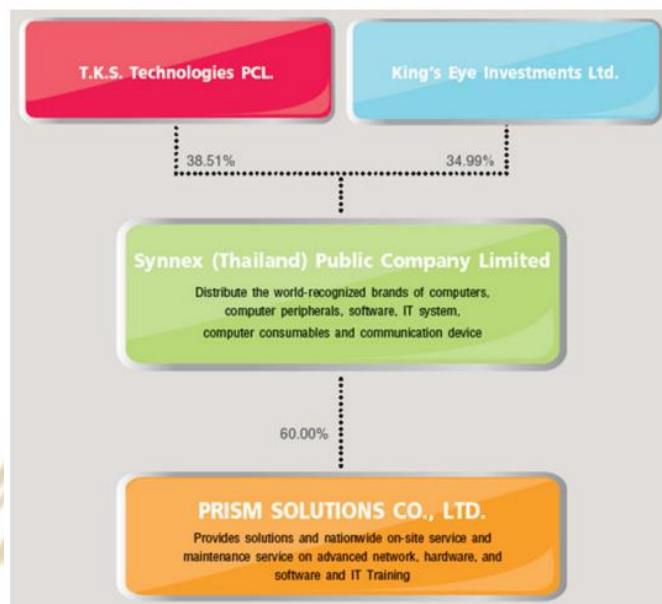 T.K.S. Technologies PCL.
King's Eye Investments Ltd.
38.51%
34.99%
Synnex (Thailand) Public Company Limited
Distribute the world-recognized brands of computers,
computer peripherals, software, IT system,
computer consumables and communication device
60.00%
PRISM SOLUTIONS CO., LTD.
Provides solutions and nationwide on-site service and
maintenance service on advanced network, hardware, and
software and IT Training